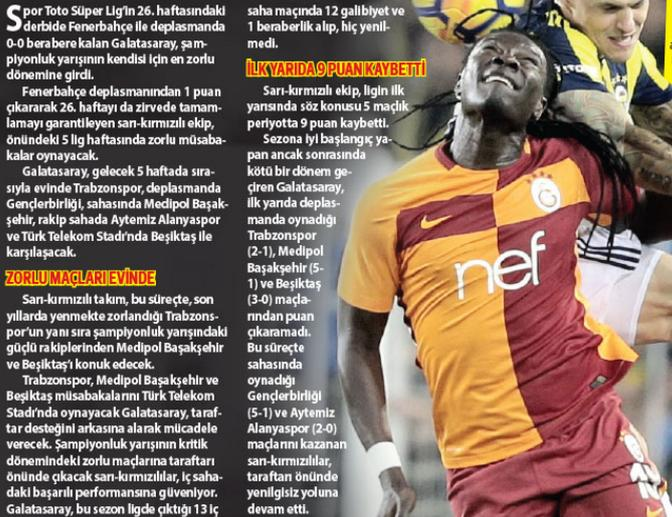 Spor Toto Süper Lig'in 26. haftasındaki
derbide Fenerbahçe ile deplasmanda
0-0 berabere kalan Galatasaray, şam-
piyonluk yarışının kendisi için en zorlu
dönemine girdi.
Fenerbahçe deplasmanından 1 puan
çıkararak 26. haftayı da zirvede tamam-
lamayı garantileyen sarı-kırmızılı ekip,
önündeki 5 lig haftasında zorlu müsaba-
kalar oynayacak.
Galatasaray, gelecek 5 haftada sıra-
sıyla evinde Trabzonspor, deplasmanda
Gençlerbirliği, sahasında Medipol Başak-
şehir, rakip sahada Aytemiz Alanyaspor
ve Türk Telekom Stadı'nda Beşiktaş ile
karşılaşacak.
ZORLU MAÇLARI EVİNDE
Sarı-kırmızılı takım, bu süreçte, son
yıllarda yenmekte zorlandığı Trabzons-
por'un yanı sıra şampiyonluk yarışındaki
güçlü rakiplerinden Medipol Başakşehir
ve Beşiktaş'ı konuk edecek.
Trabzonspor, Medipol Başakşehir ve
Beşiktaş müsabakalarını Türk Telekom
Stadı'nda oynayacak Galatasaray, taraf-
tar desteğini arkasına alarak mücadele
verecek. Şampiyonluk yarışının kritik
dönemindeki zorlu maçlarına taraftarı
önünde çıkacak sarı-kırmızılılar, iç saha-
daki başarılı performansına güveniyor.
Galatasaray, bu sezon ligde çıktığı 13 iç
saha maçında 12 galibiyet ve
1 beraberlik alıp, hiç yenil-
medi.
İLK YARIDA 9 PUAN KAYBETTİ
Sarı-kırmızılı ekip, ligin ilk
yarısında söz konusu 5 maçlık
periyotta 9 puan kaybetti.
Sezona iyi başlangıç ya-
pan ancak sonrasında
kötü bir dönem ge-
çiren Galatasaray,
ilk yarıda deplas-
manda oynadığı
Trabzonspor
(2-1), Medipol
Başakşehir (5-
1) ve Beşiktaş
(3-0) maçla-
rından puan
çıkaramadı.
Bu süreçte
sahasında
oynadığı
Gençlerbirliği
(5-1) ve Aytemiz
Alanyaspor (2-0)
maçlarını kazanan
sarı-kırmızılılar,
taraftarı önünde
yenilgisiz yoluna
devam etti.
nef